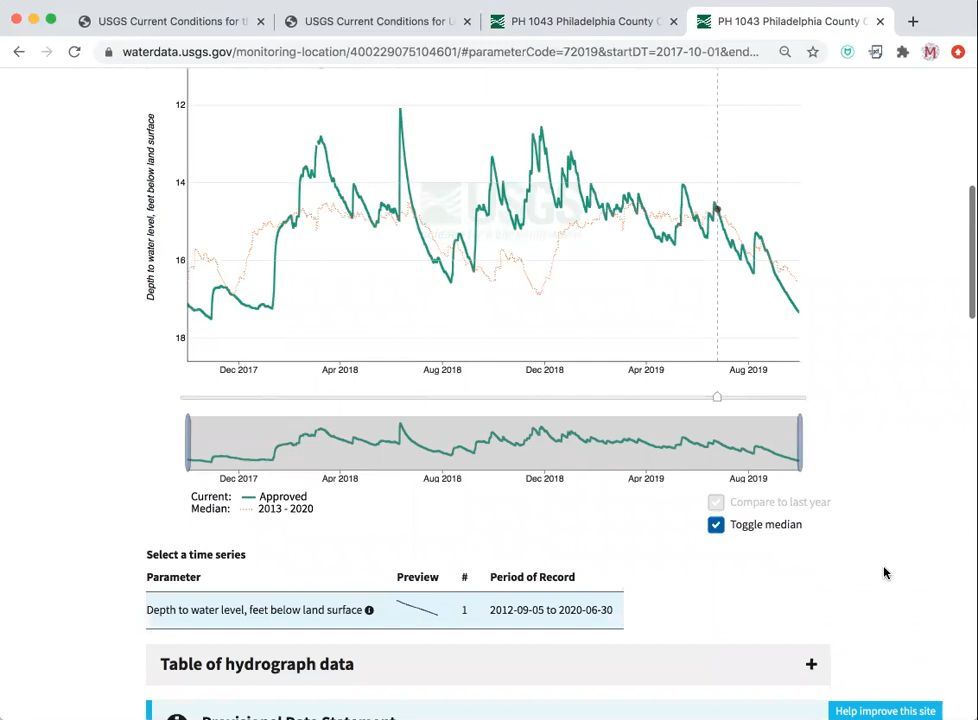 USGS Current Conditions for t
USGS Current Conditions for U
PH 1043 Philadelphia County C
PH 1043 Philadelphia County C
waterdata.usgs.gov/monitoring-location/400229075104601/#parameterCode=72019&startDT=2017-10-01&end...
M
Depth to water level, feet below land surface
12
14
16
18
USGS
Dec 2017 Apr 2018 Aug 2018 Dec 2018 Apr 2019 Aug 2019
Dec 2017 Apr 2018 Aug 2018 Dec 2018 Apr 2019 Aug 2019
Current: Approved
Median: 2013 - 2020
Compare to last year
Toggle median
Select a time series
Parameter Preview # Period of Record
Depth to water level, feet below land surface 1 2012-09-05 to 2020-06-30
Table of hydrograph data +
Provisional Data Statement
Help improve this site